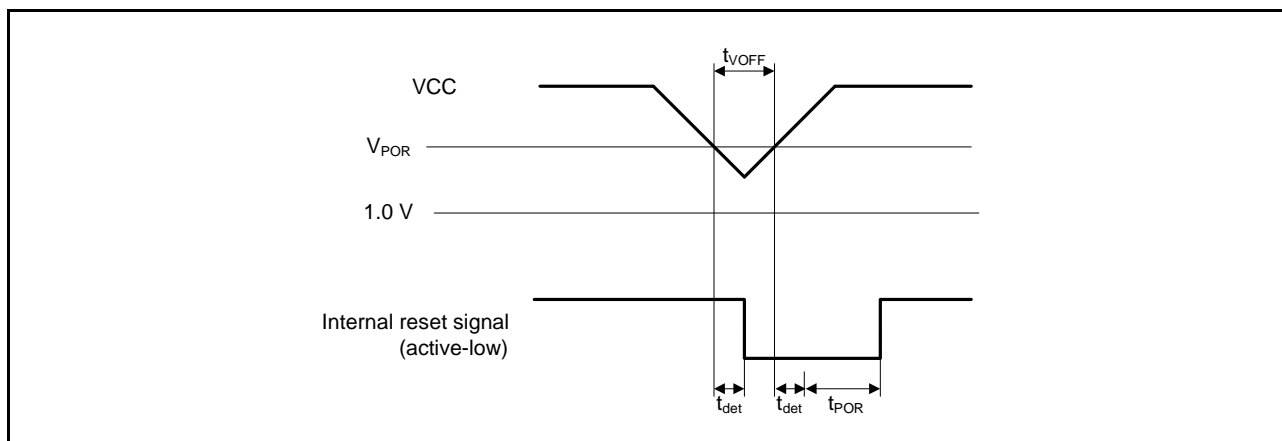 tVOFF
VCC
VPOR
1.0 V
Internal reset signal
(active-low)
tdet
tdet
tPOR